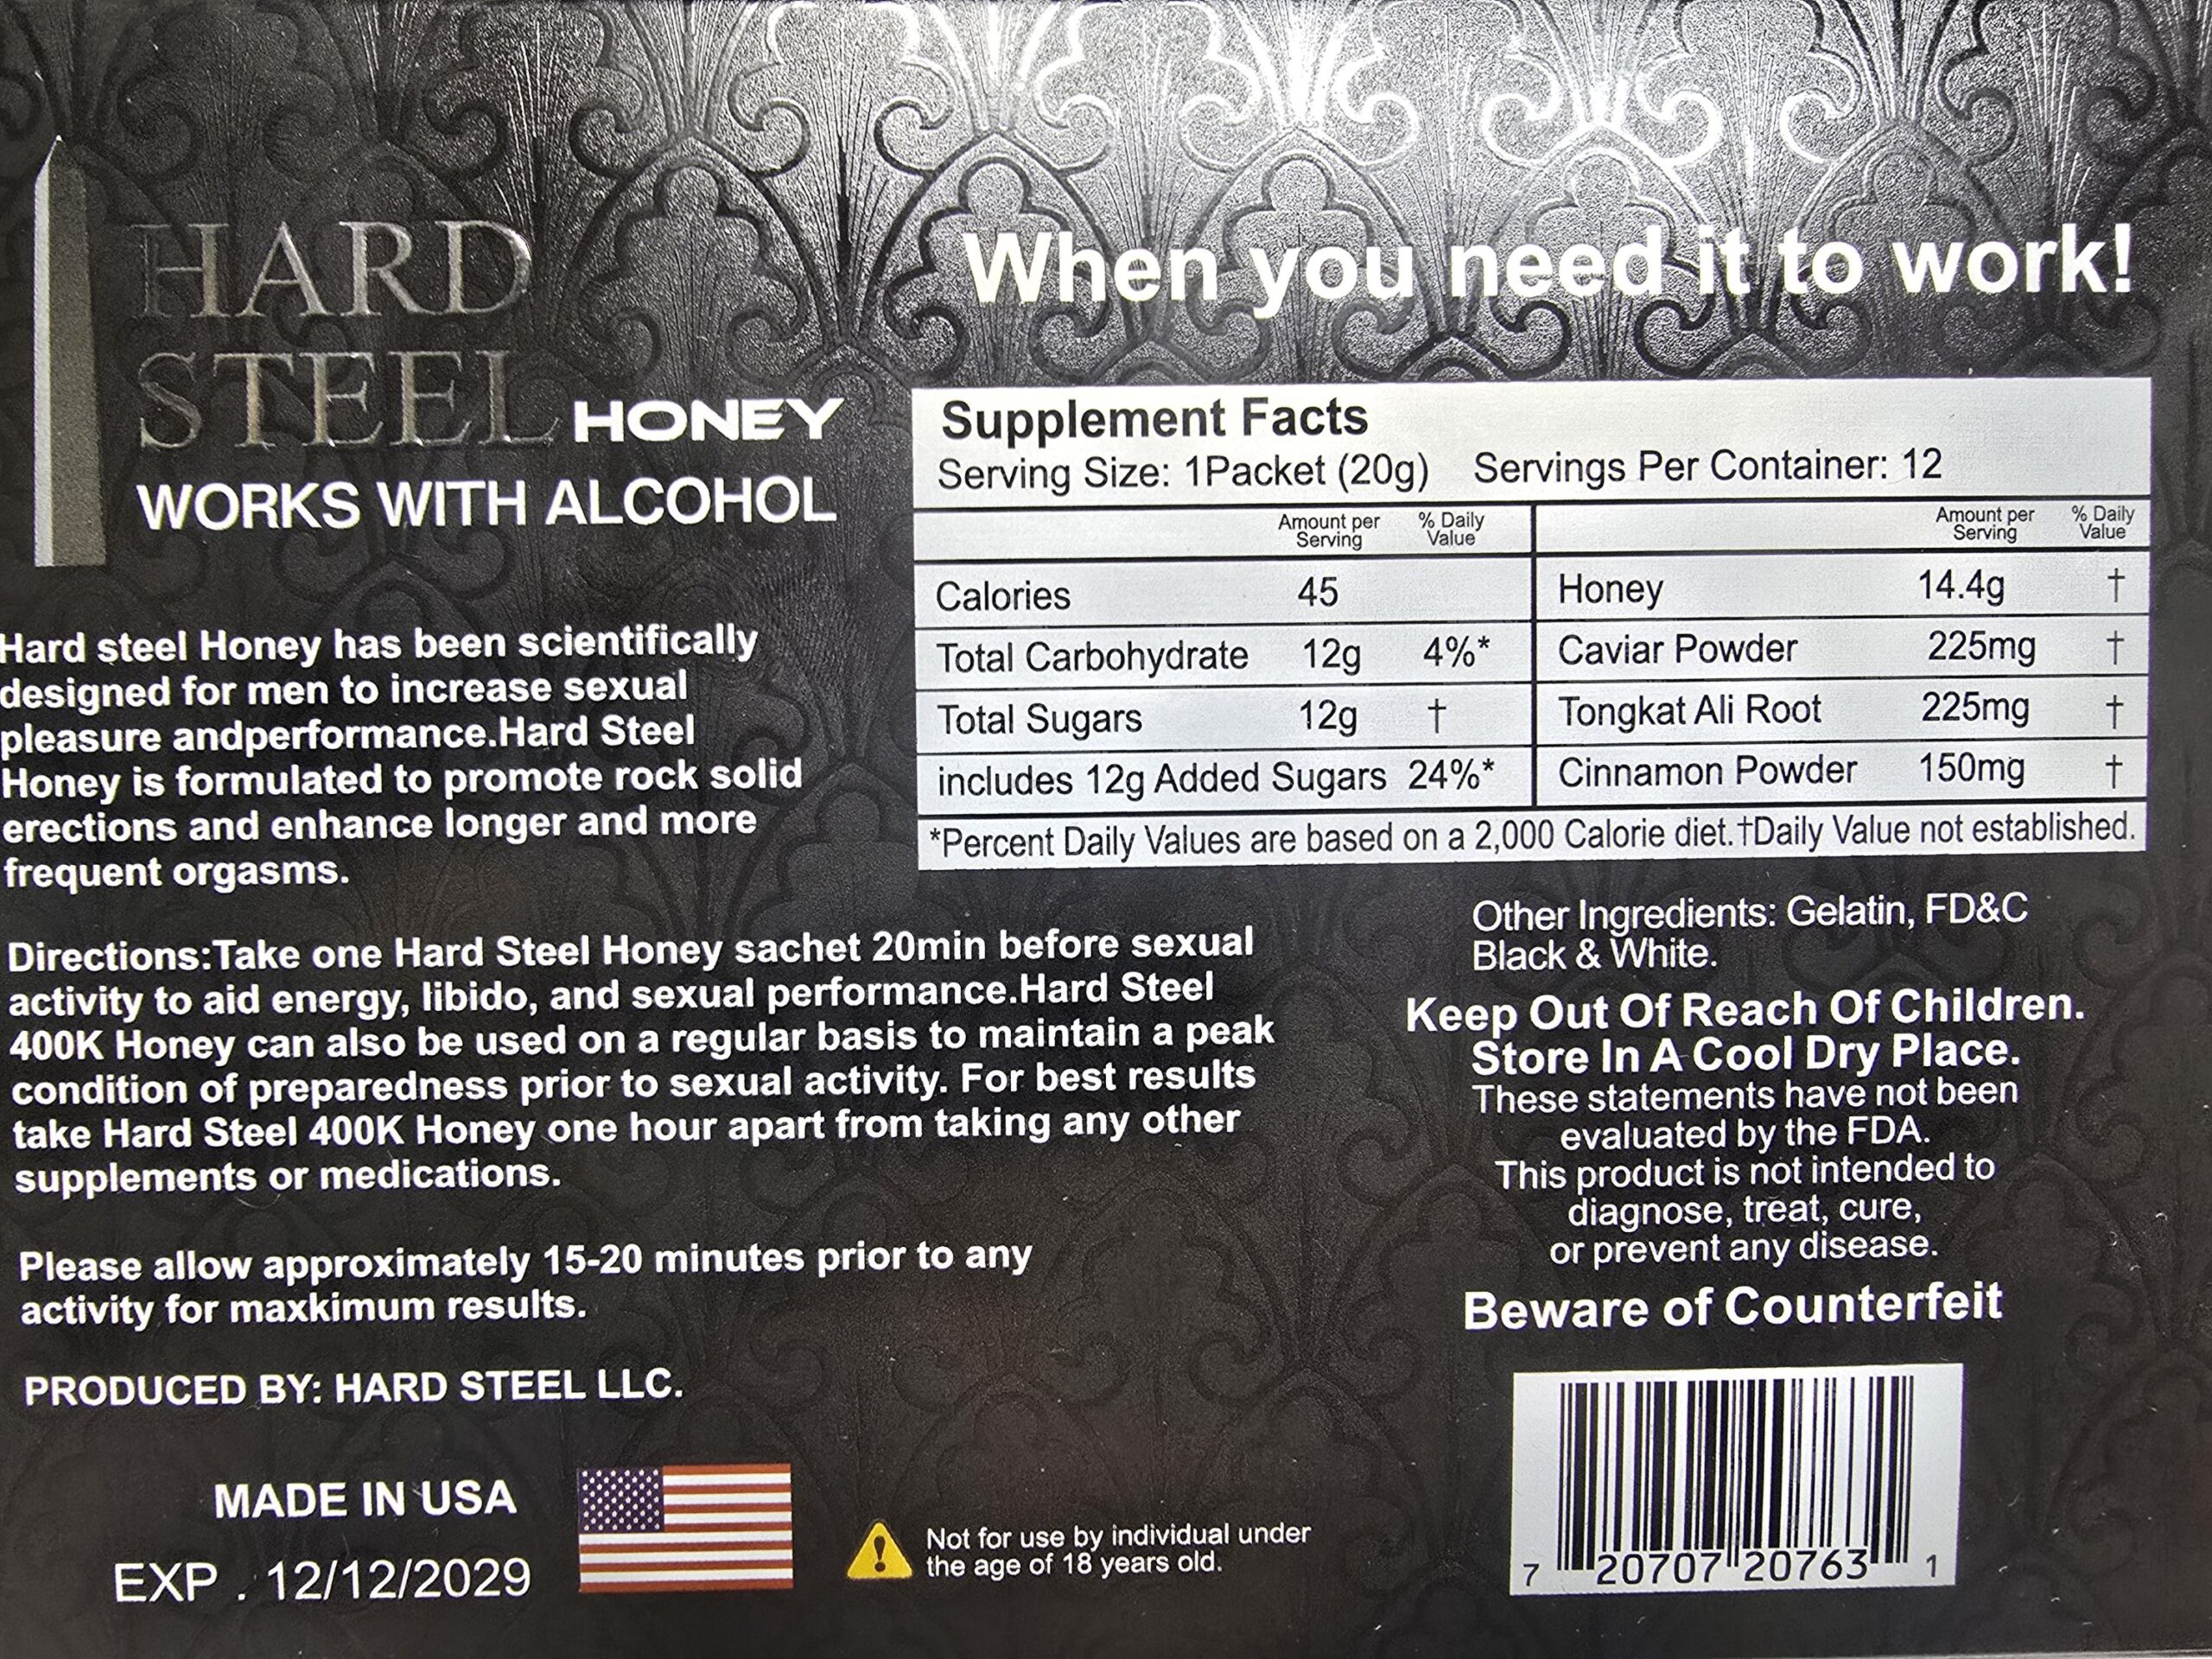 HARD
STEEL HONEY
WORKS WITH ALCOHOL
Hard steel Honey has been scientifically
designed for men to increase sexual
pleasure andperformance.Hard Steel
Honey is formulated to promote rock solid
erections and enhance longer and more
frequent orgasms.
Directions:Take one Hard Steel Honey sachet 20min before sexual
activity to aid energy, libido, and sexual performance.Hard Steel
400K Honey can also be used on a regular basis to maintain a peak
condition of preparedness prior to sexual activity. For best results
take Hard Steel 400K Honey one hour apart from taking any other
supplements or medications.
Please allow approximately 15-20 minutes prior to any
activity for maxkimum results.
PRODUCED BY: HARD STEEL LLC.
MADE IN USA
EXP . 12/12/2029
Not for use by individual under
the age of 18 years old.
When you need it to work!
Supplement Facts
Serving Size: 1Packet (20g) Servings Per Container: 12
Amount per Serving % Daily Value
Calories 45
Total Carbohydrate 12g 4%*
Total Sugars 12g †
includes 12g Added Sugars 24%*
Amount per Serving % Daily Value
Honey 14.4g †
Caviar Powder 225mg †
Tongkat Ali Root 225mg †
Cinnamon Powder 150mg †
*Percent Daily Values are based on a 2,000 Calorie diet.†Daily Value not established.
Other Ingredients: Gelatin, FD&C
Black & White.
Keep Out Of Reach Of Children.
Store In A Cool Dry Place.
These statements have not been
evaluated by the FDA.
This product is not intended to
diagnose, treat, cure,
or prevent any disease.
Beware of Counterfeit
7 20707 20763 1